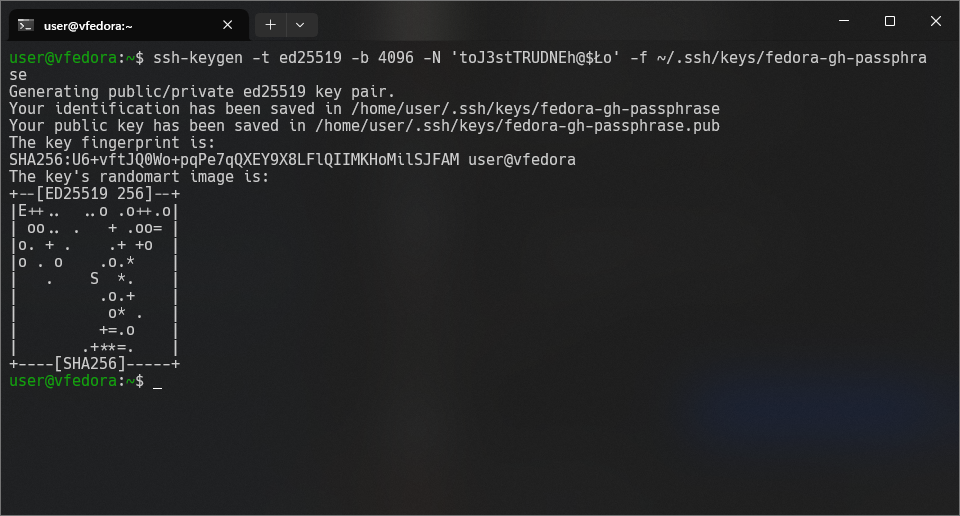 user@vfedora:~
user@vfedora:~$ ssh-keygen -t ed25519 -b 4096 -N 'toJ3stTRUDNEh@$Ło' -f ~/.ssh/keys/fedora-gh-passphra
se
Generating public/private ed25519 key pair.
Your identification has been saved in /home/user/.ssh/keys/fedora-gh-passphrase
Your public key has been saved in /home/user/.ssh/keys/fedora-gh-passphrase.pub
The key fingerprint is:
SHA256:U6+vftJQ0Wo+pqPe7qQXEY9X8LFlQIIMKHoMilSJFAM user@vfedora
The key's randomart image is:
+--[ED25519 256]--+
|E++..  ..o .o++.o|
| oo.. .   + .oo= |
|o. + .    .+ +o  |
|o . o    .o.*    |
|   .    S  *.    |
|         .o.+    |
|          o* .   |
|         +=.o    |
|       .+**=.    |
+----[SHA256]-----+
user@vfedora:~$ _